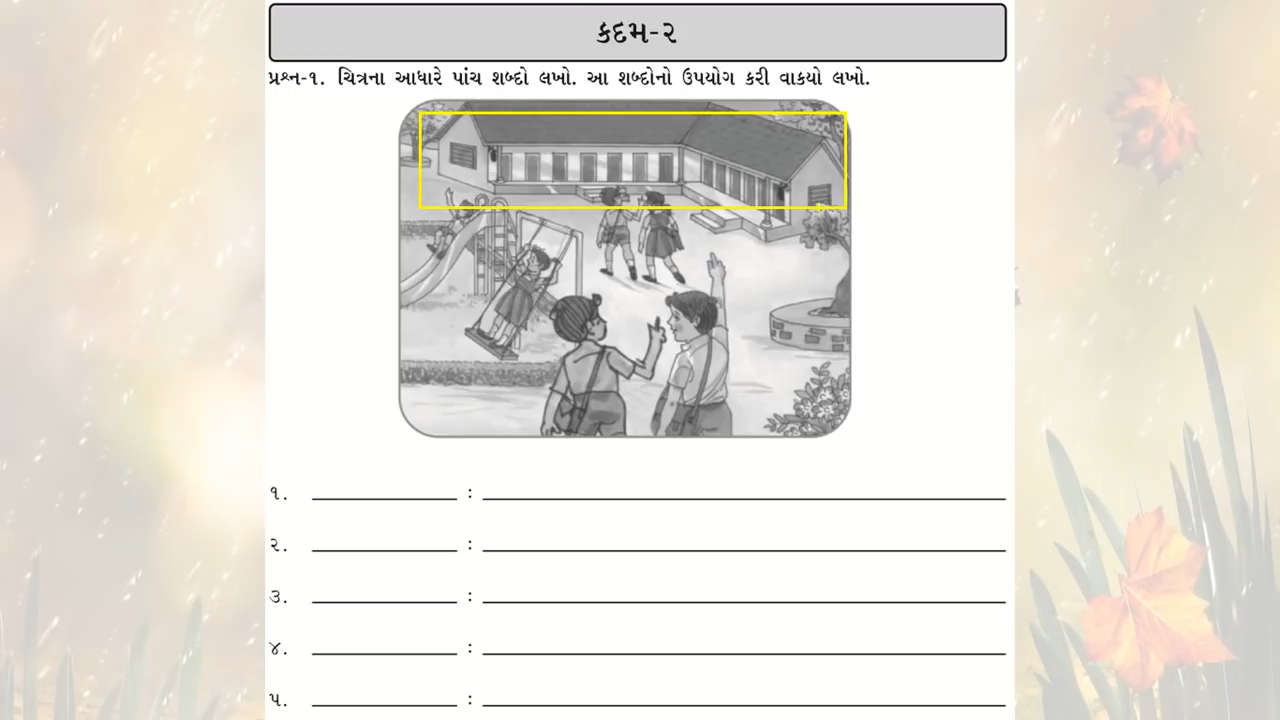 કદમ-૨
પ્રશ્ન-૧. ચિત્રના આધારે પાંચ શબ્દો લખો. આ શબ્દોનો ઉપયોગ કરી વાકયો લખો.
૧. :
૨. :
૩. :
૪. :
૫. :